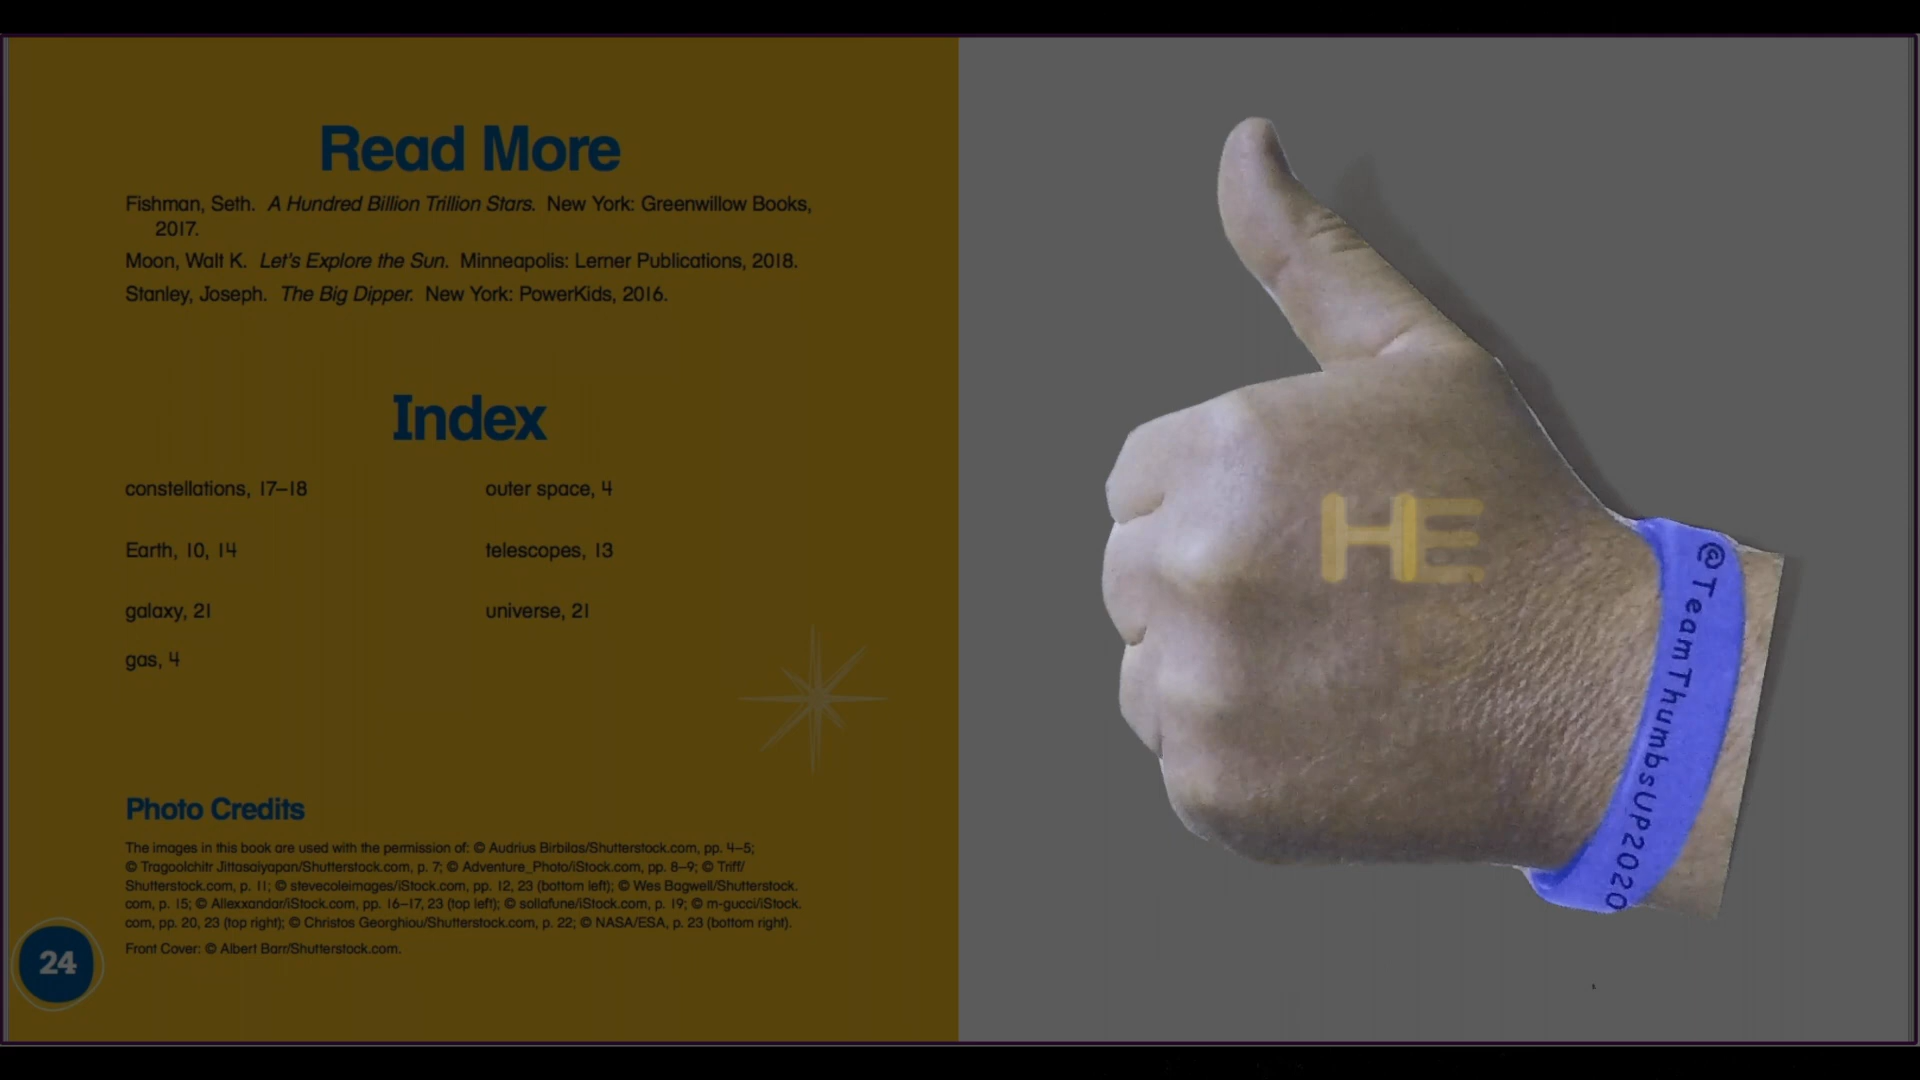 Read More
Fishman, Seth. A Hundred Billion Trillion Stars. New York: Greenwillow Books,
2017.
Moon, Walt K. Let's Explore the Sun. Minneapolis: Lerner Publications, 2018.
Stanley, Joseph. The Big Dipper. New York: PowerKids, 2016.
Index
constellations, 17–18
Earth, 10, 14
galaxy, 21
gas, 4
outer space, 4
telescopes, 13
universe, 21
Photo Credits
The images in this book are used with the permission of: © Audrius Birbilas/Shutterstock.com, pp. 4–5;
© Tragoolchitr Jittasaiyapan/Shutterstock.com, p. 7; © Adventure_Photo/iStock.com, pp. 8–9; © Triff/
Shutterstock.com, p. 11; © stevecoleimages/iStock.com, pp. 12, 23 (bottom left); © Wes Bagwell/Shutterstock.
com, p. 15; © Allexxandar/iStock.com, pp. 16–17, 23 (top left); © sollafune/iStock.com, p. 19; © m-gucci/iStock.
com, pp. 20, 23 (top right); © Christos Georghiou/Shutterstock.com, p. 22; © NASA/ESA, p. 23 (bottom right).
Front Cover: © Albert Barr/Shutterstock.com.
24
HE
@TeamThumbsUp2020